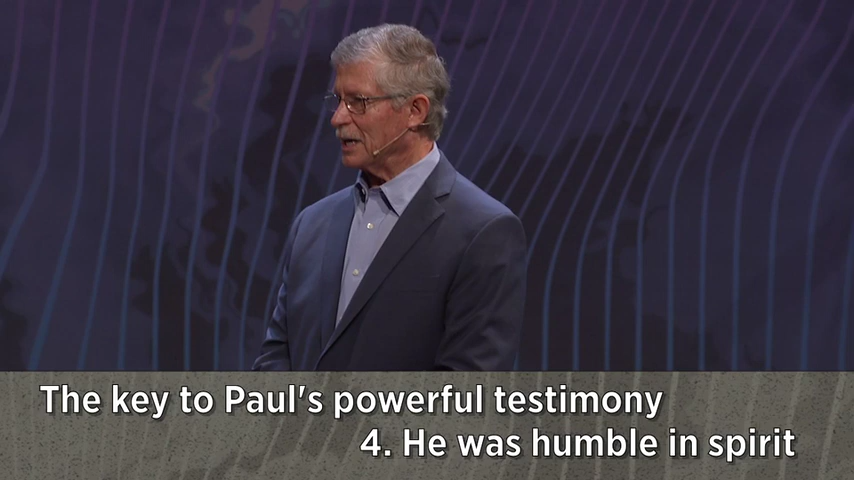 The key to Paul's powerful testimony
4. He was humble in spirit